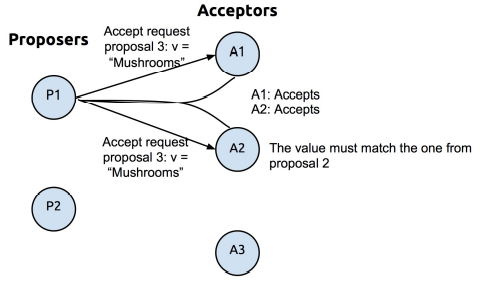 Acceptors
Proposers
Accept request
proposal 3: v =
“Mushrooms”
A1
P1
A1: Accepts
A2: Accepts
Accept request
proposal 3: v =
“Mushrooms”
A2
The value must match the one from
proposal 2
P2
A3